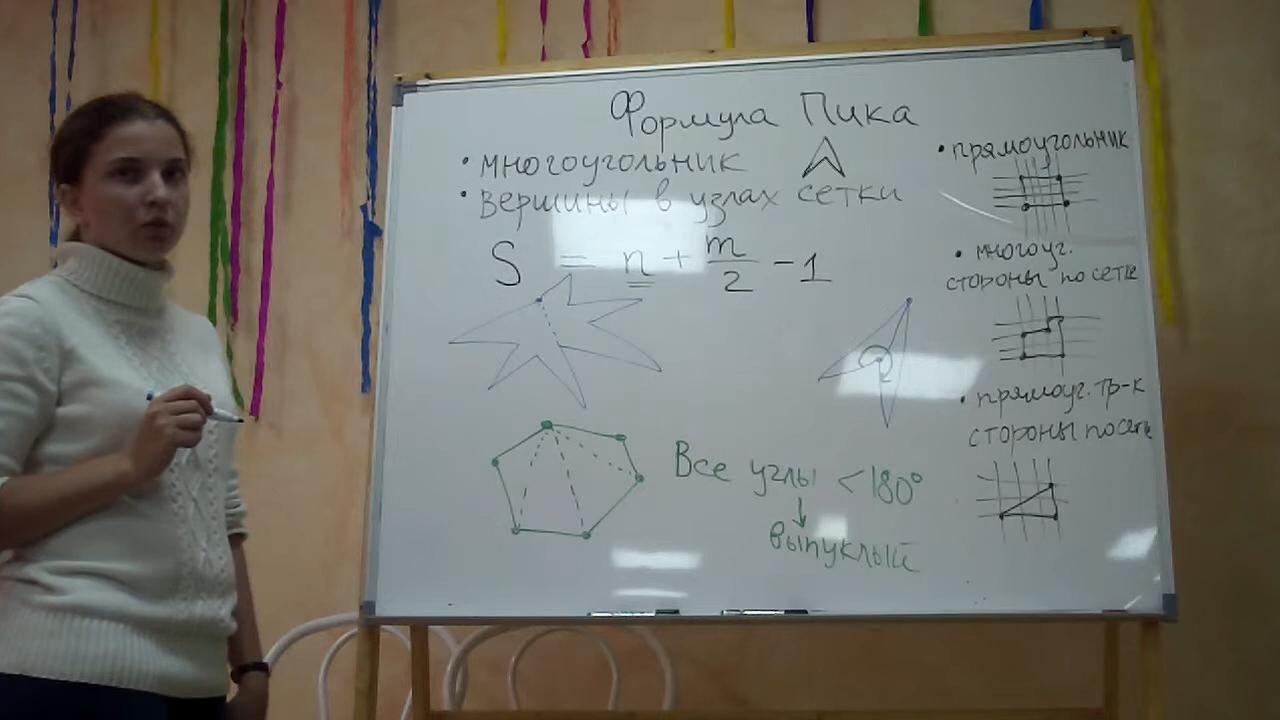 Формула Пика
• многоугольник
• вершины в узлах сетки
S = n + m/2 - 1
Все углы < 180°
↓
выпуклый
• прямоугольник
• многоуг.
стороны по сетке
• прямоуг. тр-к
стороны по сетке